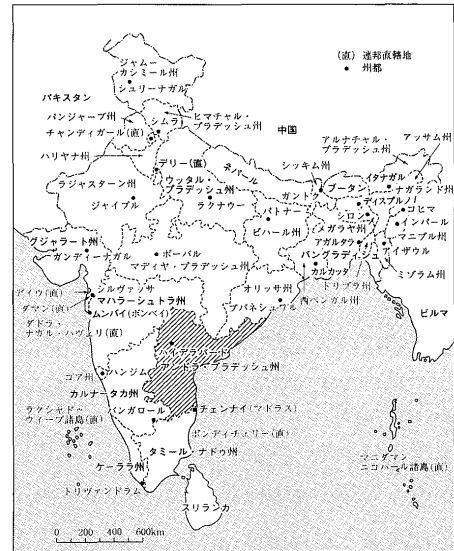 (直) 連邦直轄地
● 州都
ジャムー・
カシミール州
シュリーナガル
パキスタン
パンジャーブ州
シムラ
ヒマチャル・
プラデッシュ州
チャンディガール(直)
中国
ハリヤナ州
アルナチャル・
プラデッシュ州
アッサム州
デリー(直)
ネパール
シッキム州
ラジャスターン州
ウッタル・
プラデッシュ州
ガントク
ブータン
イタナガル
ナガランド州
ジャイプル
ラクナウー
ディスプル
シロン
コヒマ
パトナー
メガラヤ州
インパール
グジャラート州
ボーパル
ビハール州
アガルタラ
マニプル州
ガンディーナガル
マディヤ・プラデッシュ州
バングラディシュ
アイザウル
カルカッタ
トリプラ州
シルヴァッサ
オリッサ州
ミゾラム州
ディウ(直)
マハラーシュトラ州
西ベンガル州
ダマン(直)
ムンバイ(ボンベイ)
ブバネシュワル
ビルマ
ダドラ・
ナガル・ハヴェリ(直)
ハイデラバード
アンドラ・プラデッシュ州
ゴア州
パンジム
カルナータカ州
ラクシャド
ウィープ諸島(直)
バンガロール
チェンナイ(マドラス)
ポンディチェリー(直)
タミール・ナドゥ州
マニダマン
ニコバール諸島(直)
ケーララ州
トリヴァンドラム
スリランカ
0 200 400 600km